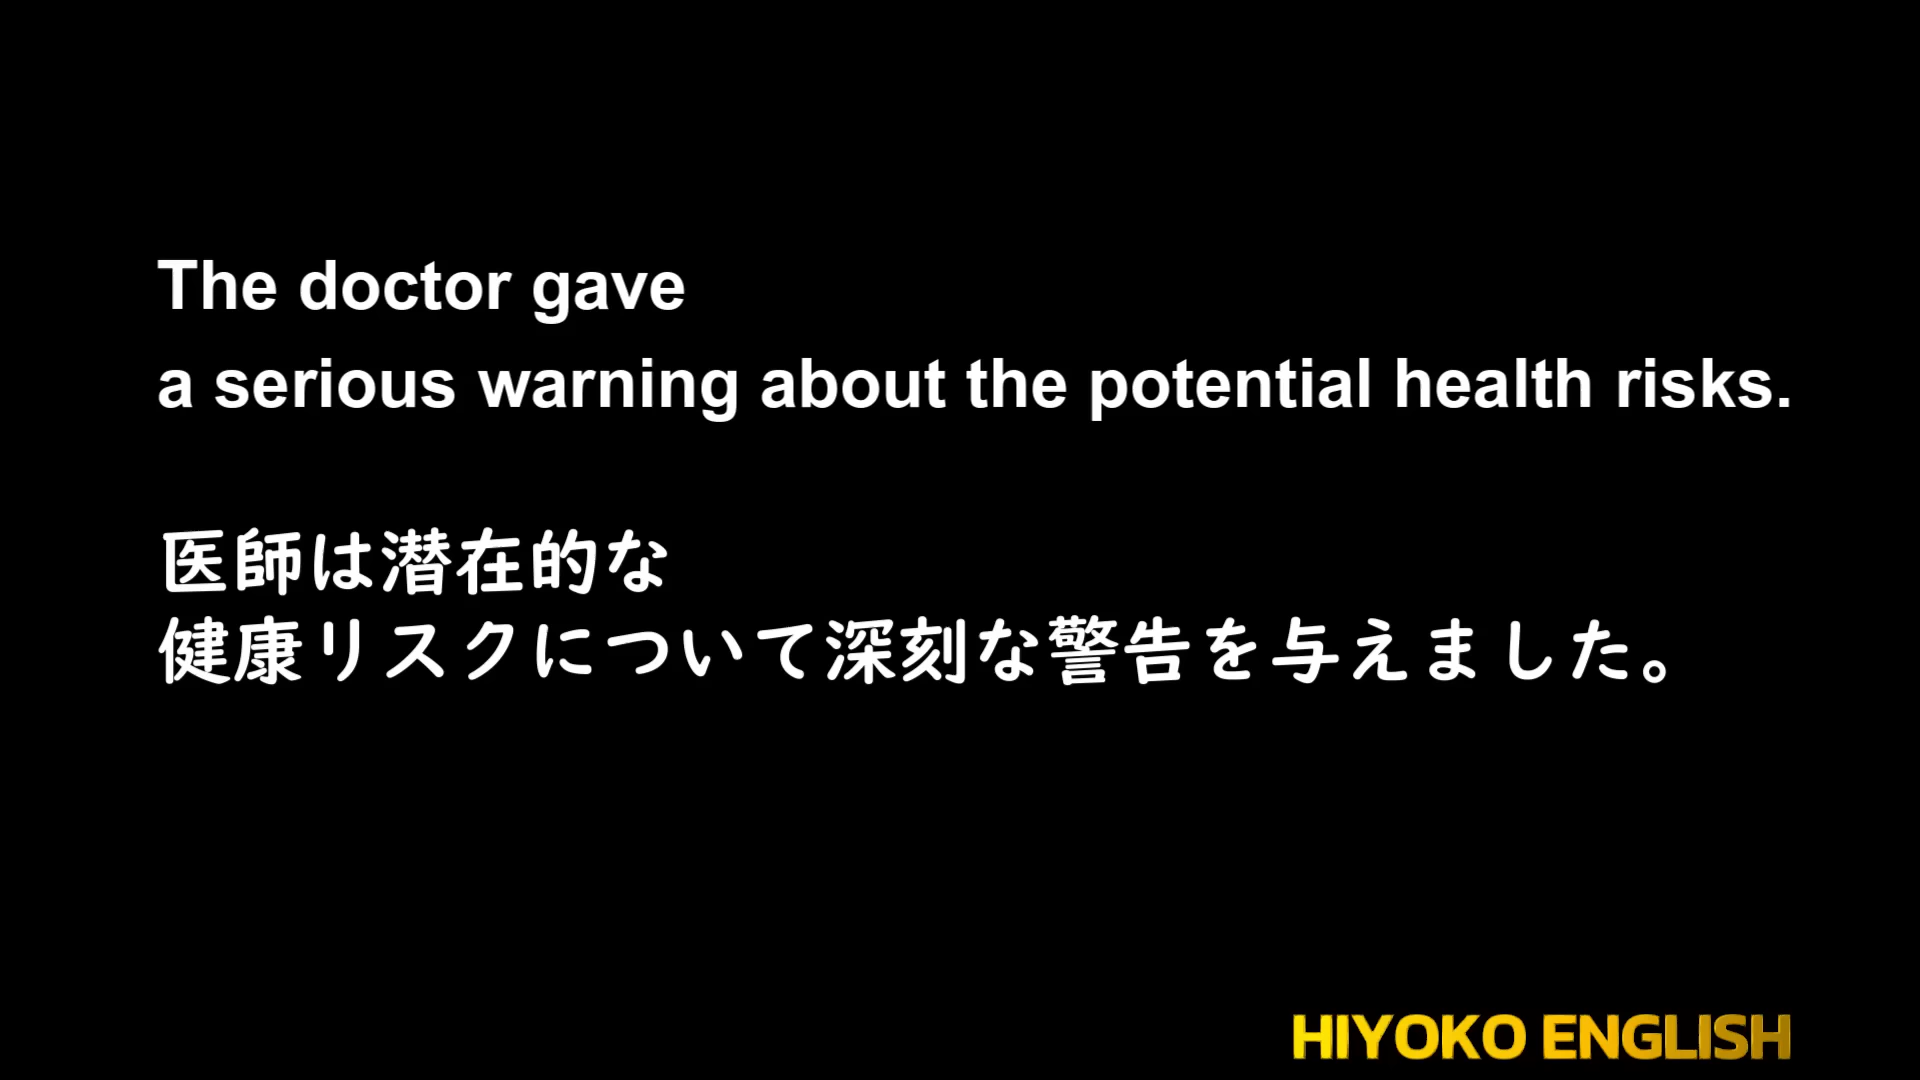 The doctor gave
a serious warning about the potential health risks.
医師は潜在的な
健康リスクについて深刻な警告を与えました。
HIYOKO ENGLISH